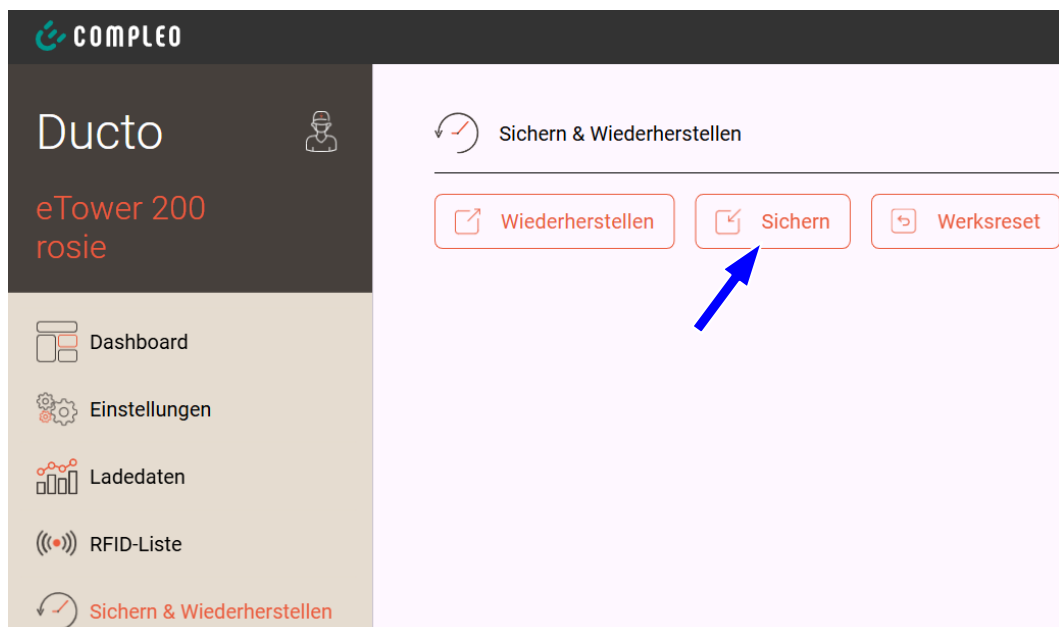 COMPLEO
Ducto
eTower 200
rosie
Dashboard
Einstellungen
Ladedaten
RFID-Liste
Sichern & Wiederherstellen
Sichern & Wiederherstellen
Wiederherstellen
Sichern
Werksreset